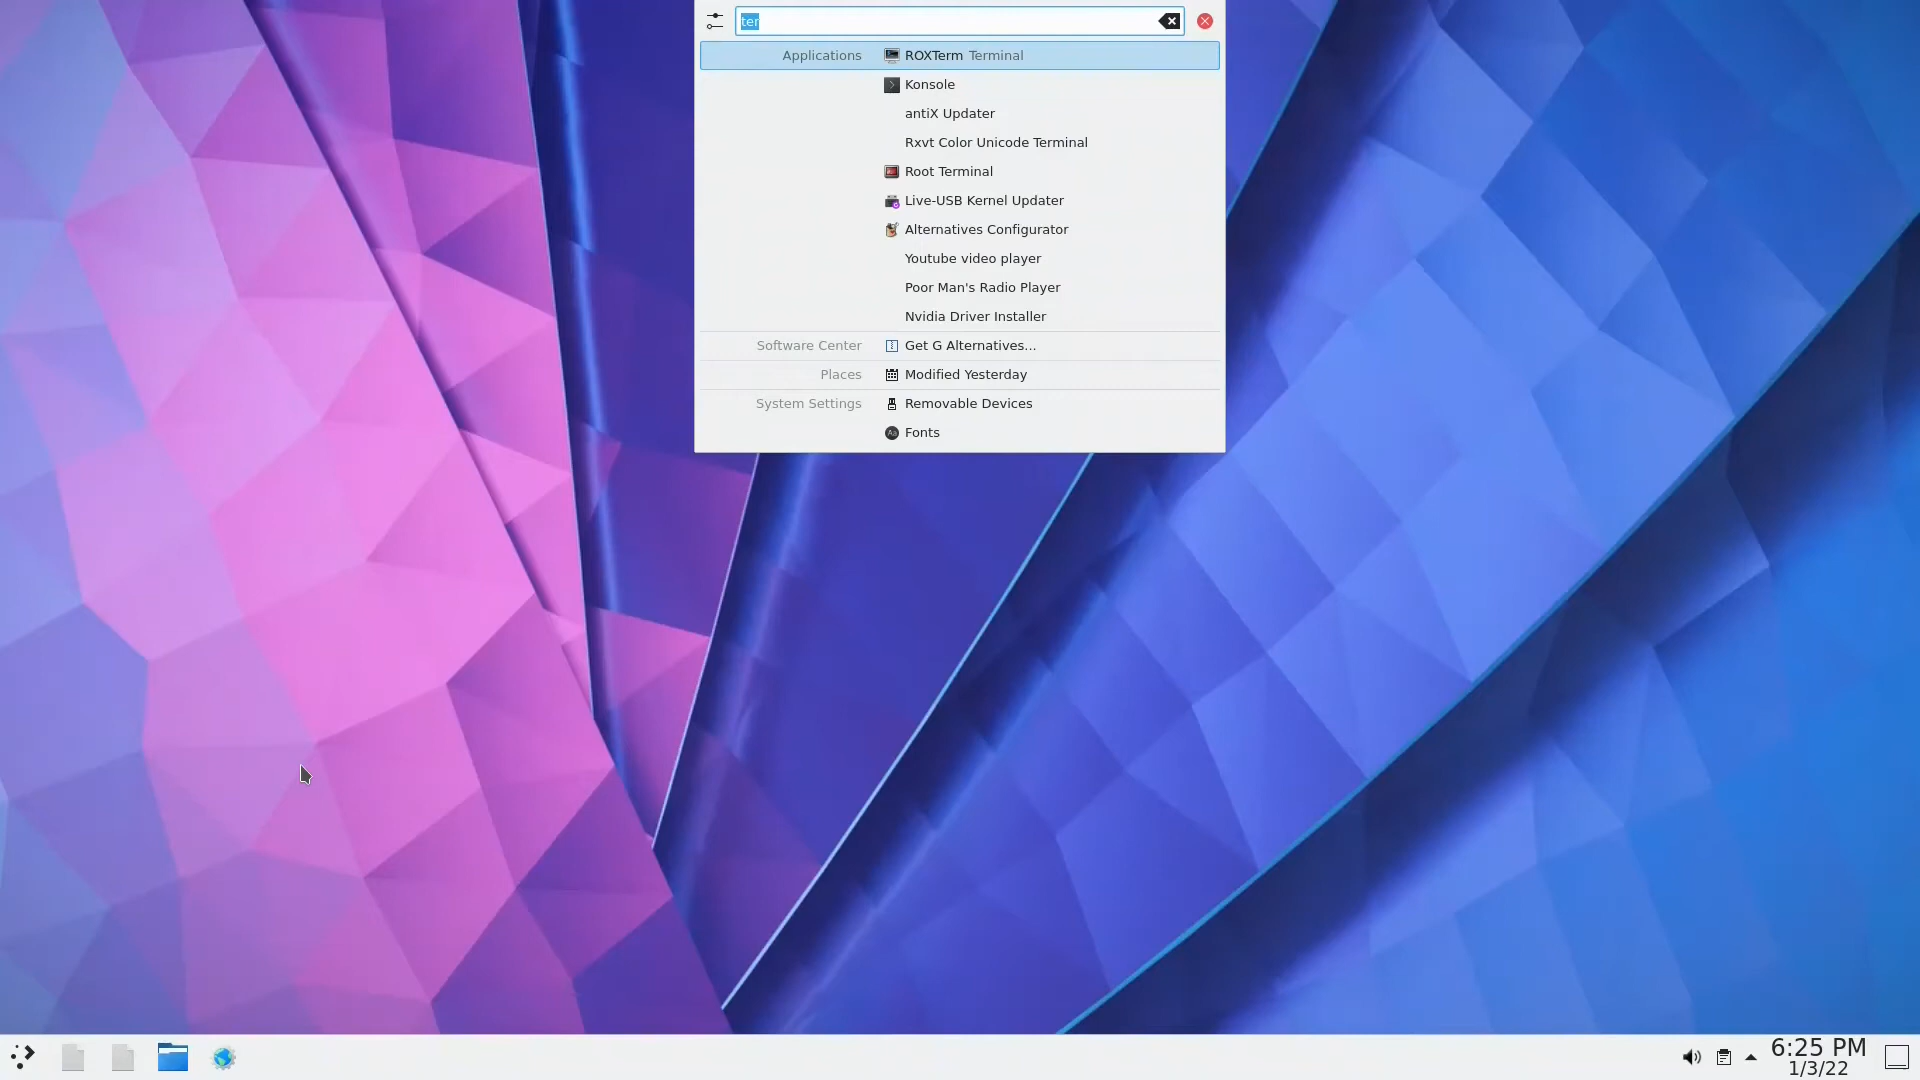 ter
Applications ROXTerm Terminal
Konsole
antiX Updater
Rxvt Color Unicode Terminal
Root Terminal
Live-USB Kernel Updater
Alternatives Configurator
Youtube video player
Poor Man's Radio Player
Nvidia Driver Installer
Software Center Get G Alternatives...
Places Modified Yesterday
System Settings Removable Devices
Fonts
6:25 PM
1/3/22